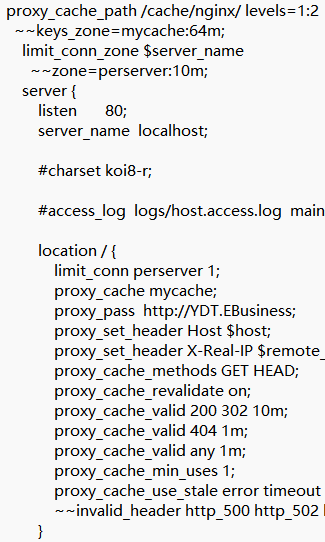 proxy_cache_path /cache/nginx/ levels=1:2
~~keys_zone=mycache:64m;
limit_conn_zone $server_name
~~zone=perserver:10m;
server {
listen 80;
server_name localhost;
#charset koi8-r;
#access_log logs/host.access.log main
location / {
limit_conn perserver 1;
proxy_cache mycache;
proxy_pass http://YDT.EBusiness;
proxy_set_header Host $host;
proxy_set_header X-Real-IP $remote_
proxy_cache_methods GET HEAD;
proxy_cache_revalidate on;
proxy_cache_valid 200 302 10m;
proxy_cache_valid 404 1m;
proxy_cache_valid any 1m;
proxy_cache_min_uses 1;
proxy_cache_use_stale error timeout
~~invalid_header http_500 http_502
}